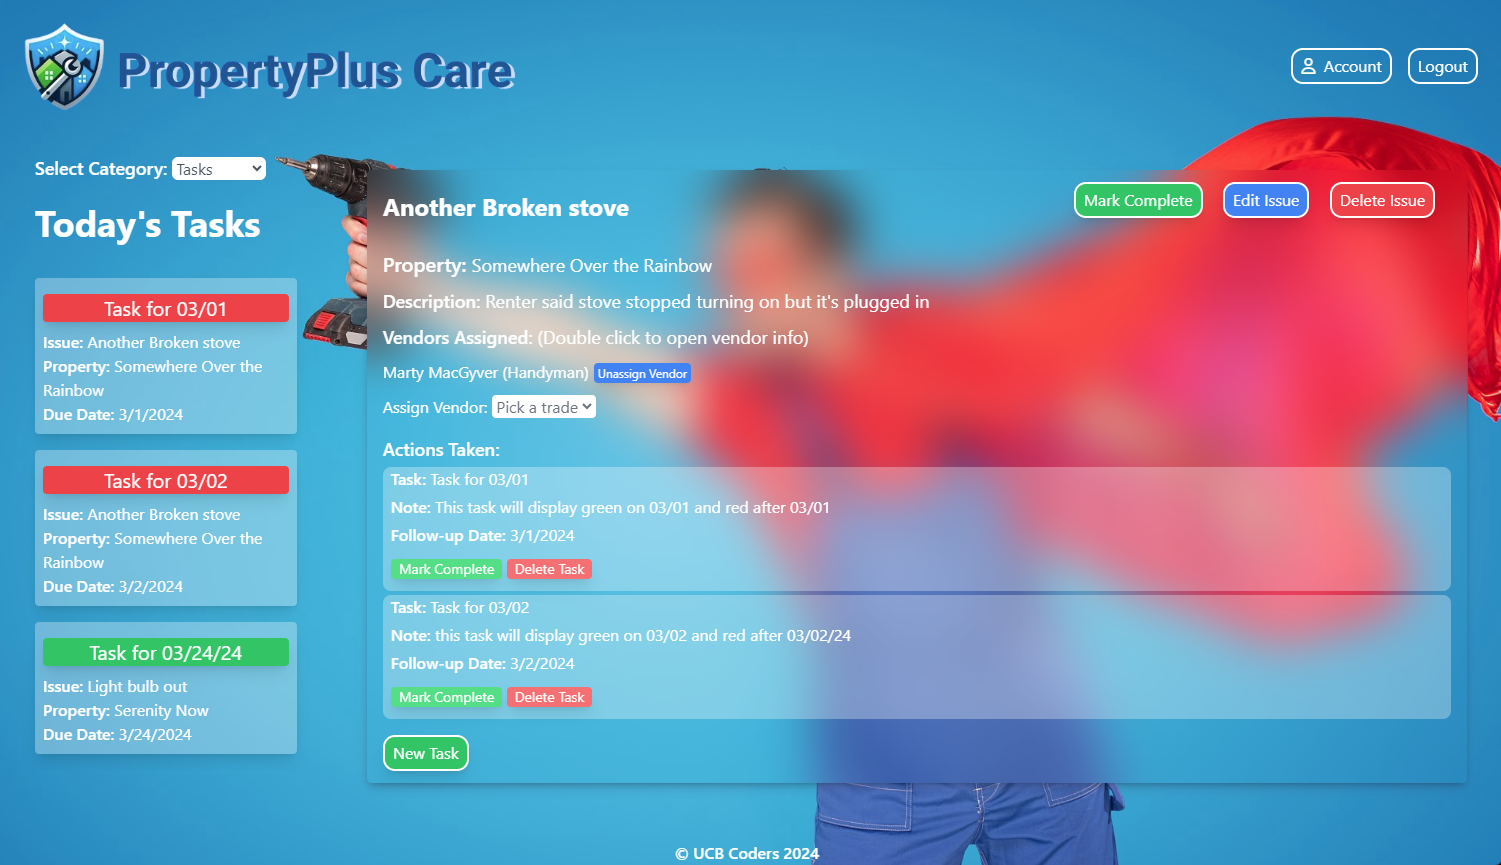 PropertyPlus Care
Account
Logout
Select Category: Tasks
Today's Tasks
Task for 03/01
Issue: Another Broken stove
Property: Somewhere Over the
Rainbow
Due Date: 3/1/2024
Task for 03/02
Issue: Another Broken stove
Property: Somewhere Over the
Rainbow
Due Date: 3/2/2024
Task for 03/24/24
Issue: Light bulb out
Property: Serenity Now
Due Date: 3/24/2024
Another Broken stove
Mark Complete
Edit Issue
Delete Issue
Property: Somewhere Over the Rainbow
Description: Renter said stove stopped turning on but it's plugged in
Vendors Assigned: (Double click to open vendor info)
Marty MacGyver (Handyman) Unassign Vendor
Assign Vendor: Pick a trade
Actions Taken:
Task: Task for 03/01
Note: This task will display green on 03/01 and red after 03/01
Follow-up Date: 3/1/2024
Mark Complete Delete Task
Task: Task for 03/02
Note: this task will display green on 03/02 and red after 03/02/24
Follow-up Date: 3/2/2024
Mark Complete Delete Task
New Task
© UCB Coders 2024